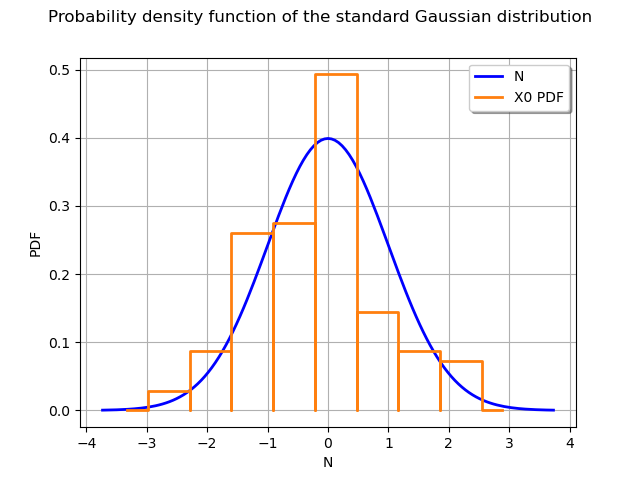 Probability density function of the standard Gaussian distribution
N
X0 PDF
PDF
0.5
0.4
0.3
0.2
0.1
0.0
−4 −3 −2 −1 0 1 2 3 4
N